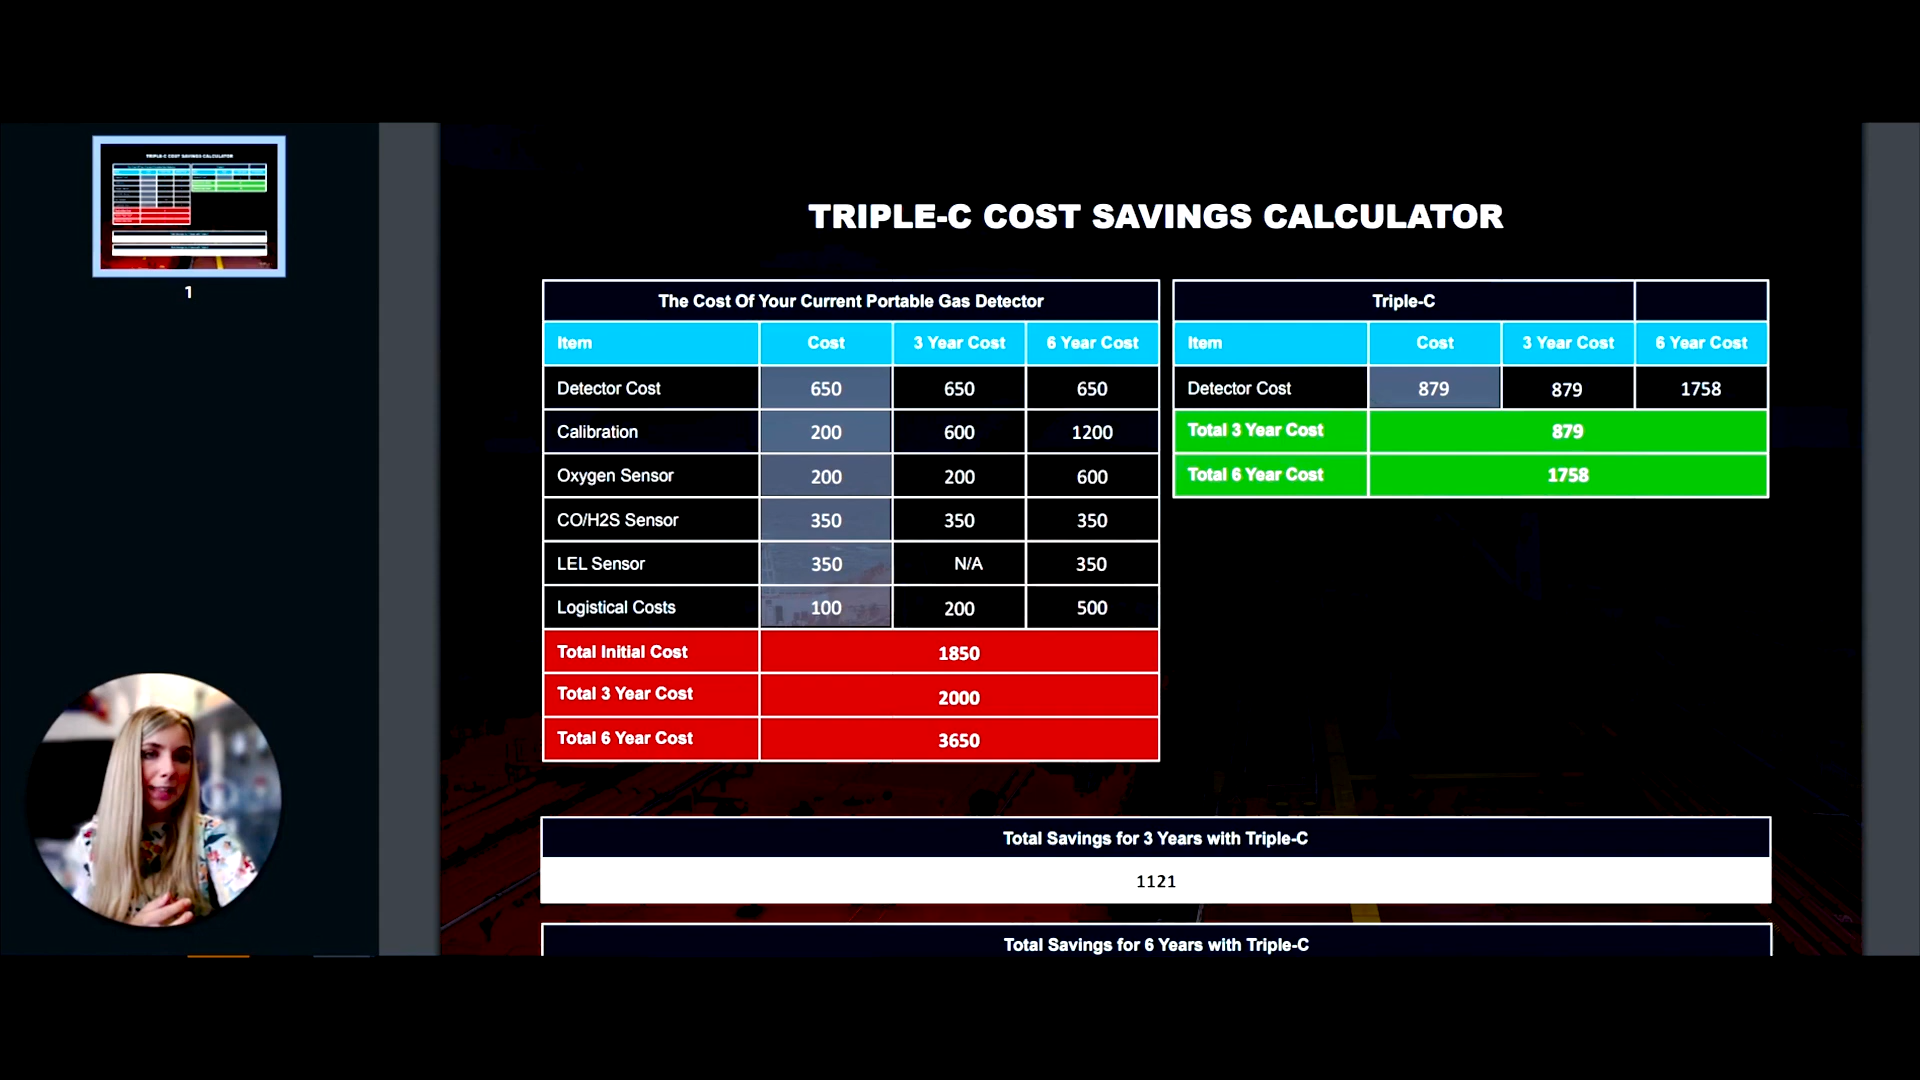 TRIPLE-C COST SAVINGS CALCULATOR
The Cost Of Your Current Portable Gas Detector
Item Cost 3 Year Cost 6 Year Cost
Detector Cost 650 650 650
Calibration 200 600 1200
Oxygen Sensor 200 200 600
CO/H2S Sensor 350 350 350
LEL Sensor 350 N/A 350
Logistical Costs 100 200 500
Total Initial Cost 1850
Total 3 Year Cost 2000
Total 6 Year Cost 3650
Triple-C
Item Cost 3 Year Cost 6 Year Cost
Detector Cost 879 879 1758
Total 3 Year Cost 879
Total 6 Year Cost 1758
Total Savings for 3 Years with Triple-C
1121
Total Savings for 6 Years with Triple-C
TRIPLE-C COST SAVINGS CALCULATOR
1